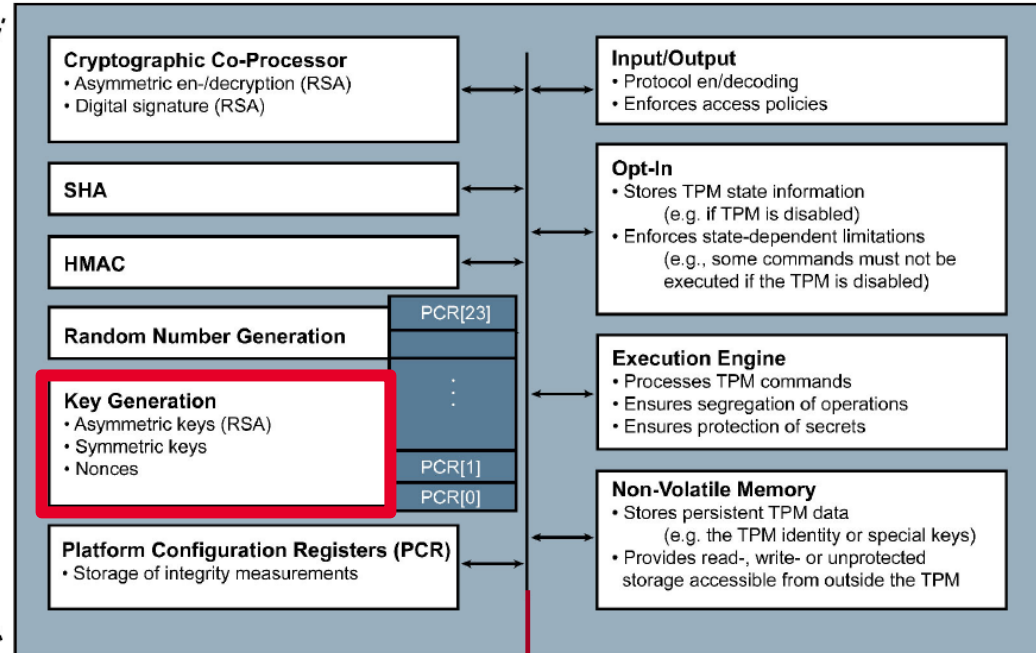 Cryptographic Co-Processor
• Asymmetric en-/decryption (RSA)
• Digital signature (RSA)
SHA
HMAC
Random Number Generation
PCR[23]
⋮
PCR[1]
PCR[0]
Key Generation
• Asymmetric keys (RSA)
• Symmetric keys
• Nonces
Platform Configuration Registers (PCR)
• Storage of integrity measurements
Input/Output
• Protocol en/decoding
• Enforces access policies
Opt-In
• Stores TPM state information
(e.g. if TPM is disabled)
• Enforces state-dependent limitations
(e.g., some commands must not be
executed if the TPM is disabled)
Execution Engine
• Processes TPM commands
• Ensures segregation of operations
• Ensures protection of secrets
Non-Volatile Memory
• Stores persistent TPM data
(e.g. the TPM identity or special keys)
• Provides read-, write- or unprotected
storage accessible from outside the TPM